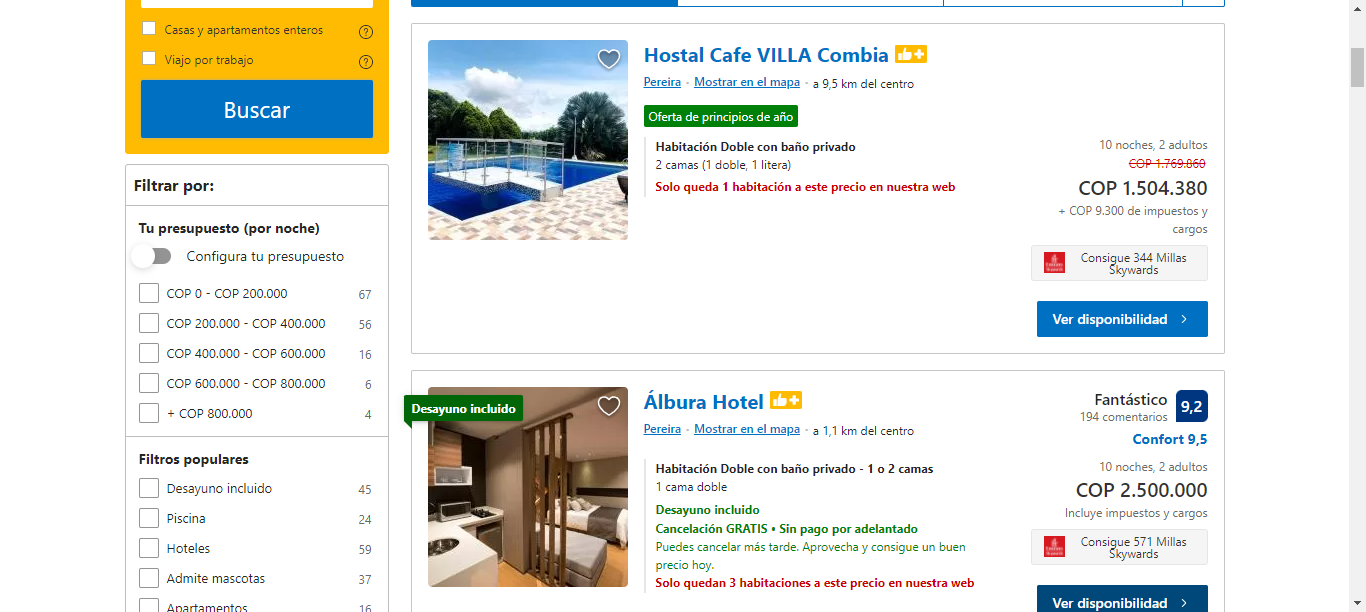 Casas y apartamentos enteros
Viajo por trabajo
Buscar
Filtrar por:
Tu presupuesto (por noche)
Configura tu presupuesto
COP 0 - COP 200.000 67
COP 200.000 - COP 400.000 56
COP 400.000 - COP 600.000 16
COP 600.000 - COP 800.000 6
+ COP 800.000 4
Filtros populares
Desayuno incluido 45
Piscina 24
Hoteles 59
Admite mascotas 37
Apartamentos 16
Hostal Cafe VILLA Combia
Pereira - Mostrar en el mapa - a 9,5 km del centro
Oferta de principios de año
Habitación Doble con baño privado
2 camas (1 doble, 1 litera)
Solo queda 1 habitación a este precio en nuestra web
10 noches, 2 adultos
COP 1.769.860
COP 1.504.380
+ COP 9.300 de impuestos y
cargos
Consigue 344 Millas
Skywards
Ver disponibilidad
Desayuno incluido
Álbura Hotel
Pereira - Mostrar en el mapa - a 1,1 km del centro
Habitación Doble con baño privado - 1 o 2 camas
1 cama doble
Desayuno incluido
Cancelación GRATIS • Sin pago por adelantado
Puedes cancelar más tarde. Aprovecha y consigue un buen
precio hoy.
Solo quedan 3 habitaciones a este precio en nuestra web
Fantástico 9,2
194 comentarios
Confort 9,5
10 noches, 2 adultos
COP 2.500.000
Incluye impuestos y cargos
Consigue 571 Millas
Skywards
Ver disponibilidad